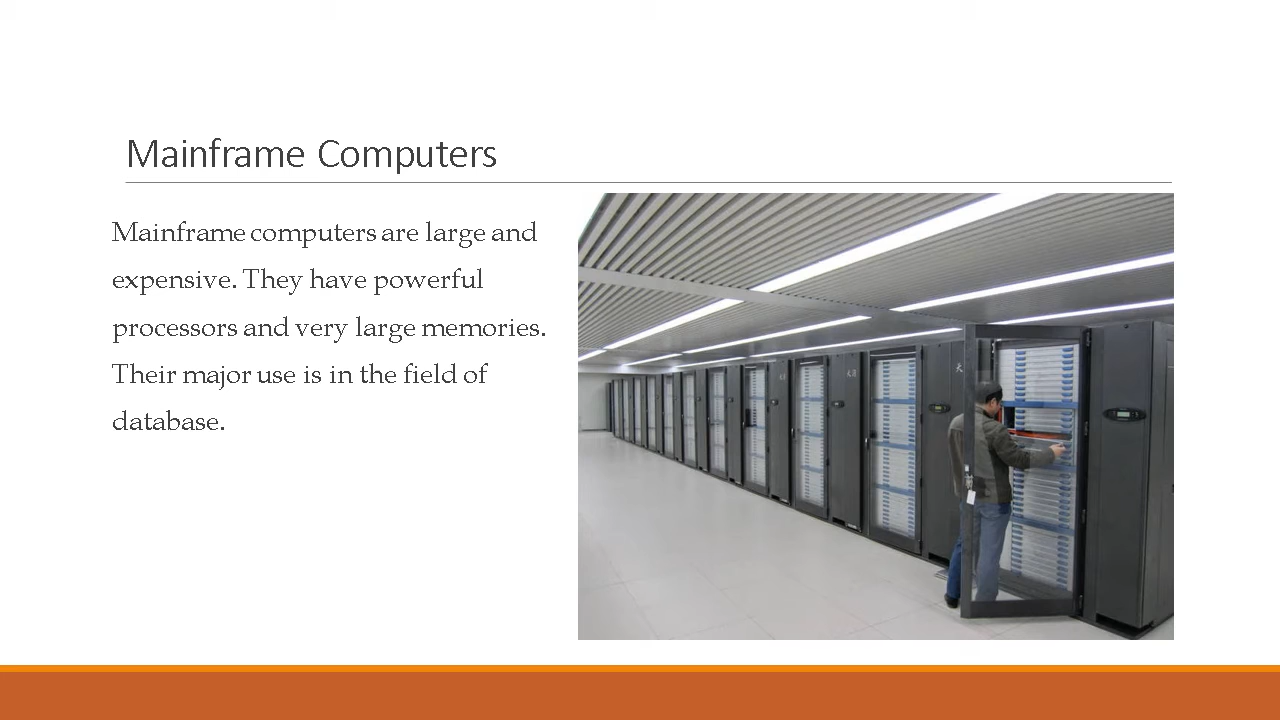 Mainframe Computers
Mainframe computers are large and
expensive. They have powerful
processors and very large memories.
Their major use is in the field of
database.